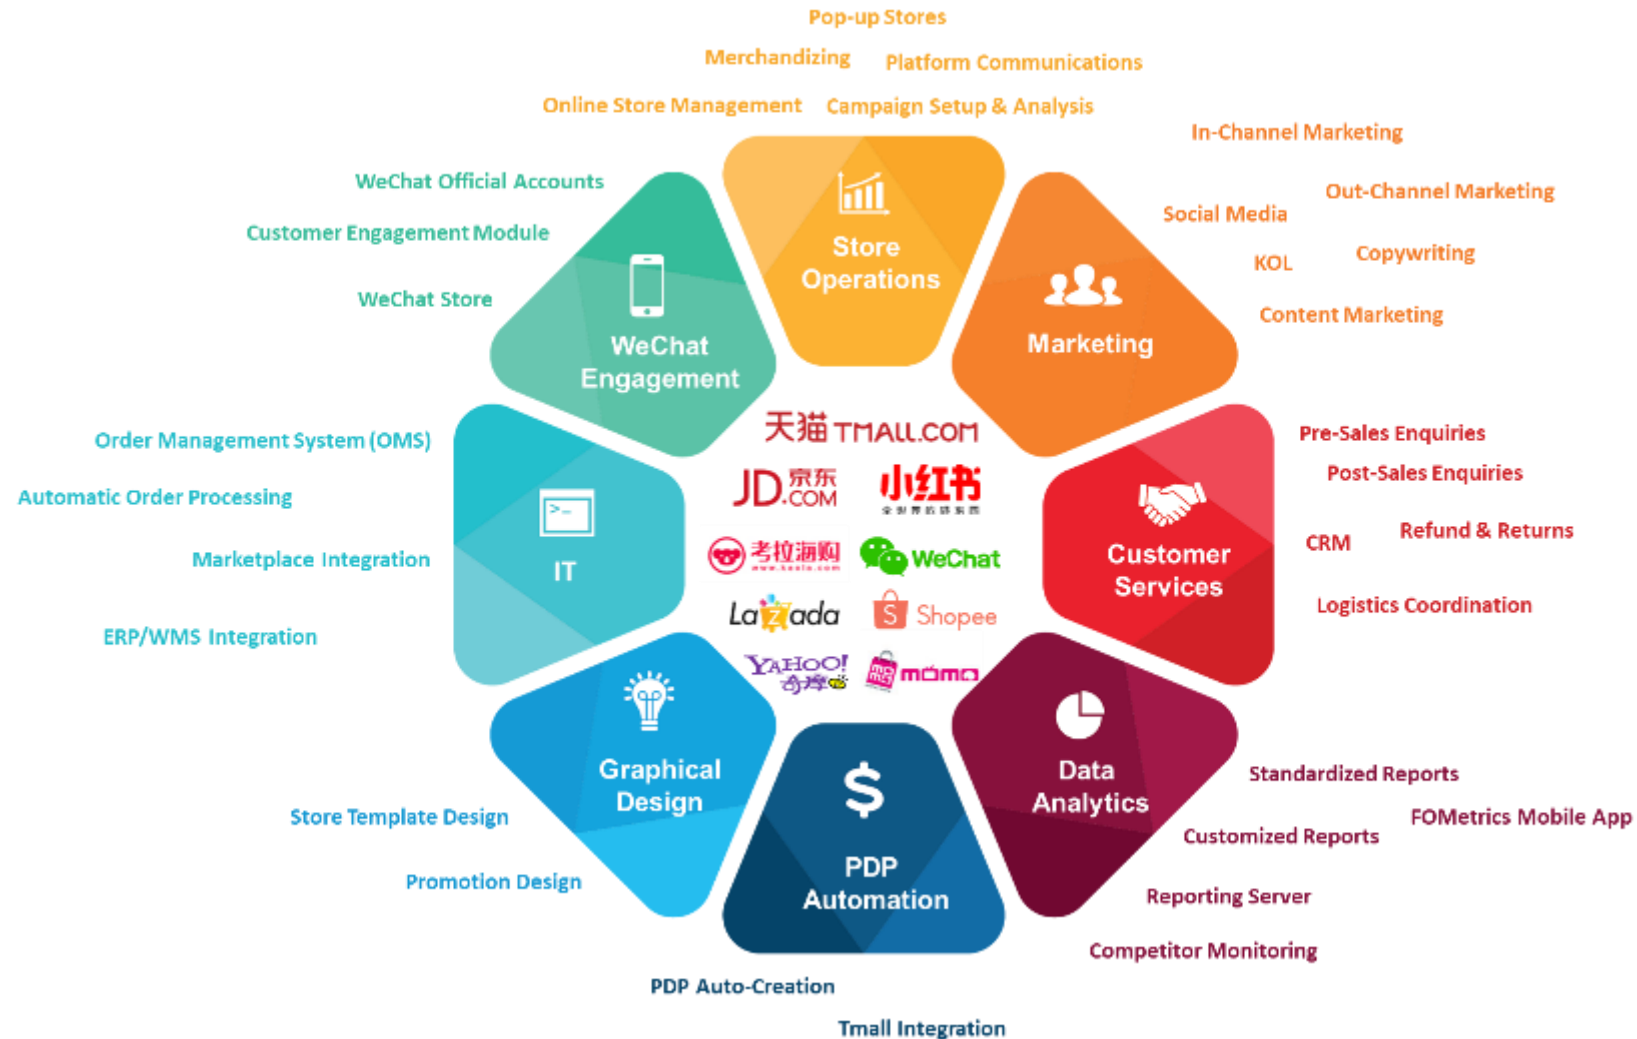 Pop-up Stores
Merchandizing
Platform Communications
Online Store Management
Campaign Setup & Analysis
Store
Operations
In-Channel Marketing
Out-Channel Marketing
Social Media
KOL
Copywriting
Content Marketing
Marketing
Pre-Sales Enquiries
Post-Sales Enquiries
CRM
Refund & Returns
Logistics Coordination
Customer
Services
Standardized Reports
FOMetrics Mobile App
Customized Reports
Reporting Server
Competitor Monitoring
Data
Analytics
PDP
Automation
PDP Auto-Creation
Tmall Integration
Graphical
Design
Store Template Design
Promotion Design
IT
Order Management System (OMS)
Automatic Order Processing
Marketplace Integration
ERP/WMS Integration
WeChat
Engagement
WeChat Official Accounts
Customer Engagement Module
WeChat Store
天猫 TMALL.COM
JD京东
.COM
小红书
考拉海购
www.kaola.com
WeChat
Lazada
S Shopee
YAHOO!
奇摩
momo